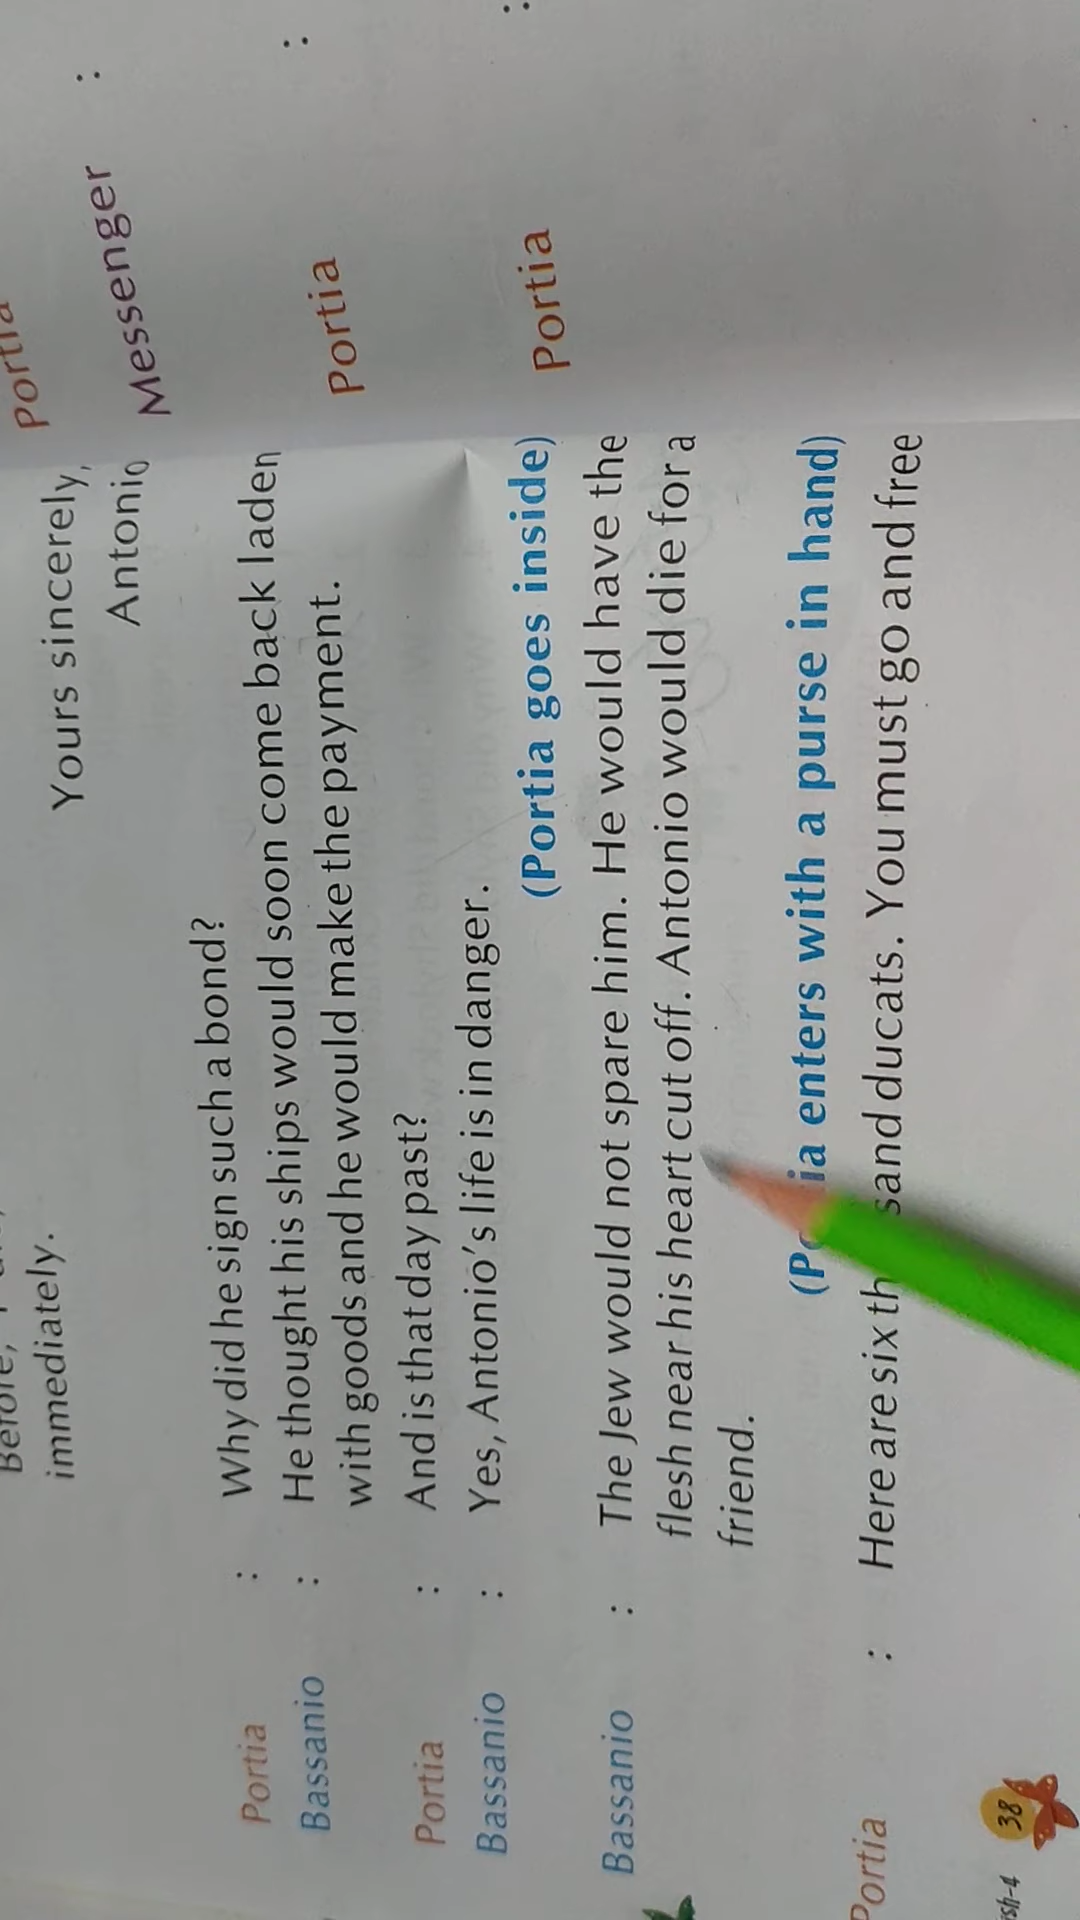 immediately.
Yours sincerely,
Antonio
Portia : Why did he sign such a bond?
Bassanio : He thought his ships would soon come back laden
with goods and he would make the payment.
Portia : And is that day past?
Bassanio : Yes, Antonio's life is in danger.
(Portia goes inside)
Bassanio : The Jew would not spare him. He would have the
flesh near his heart cut off. Antonio would die for a
friend.
enters with a purse in hand)
Portia : Here are six ducats. You must go and free
38
Portia
Messenger :
Portia :
Portia :